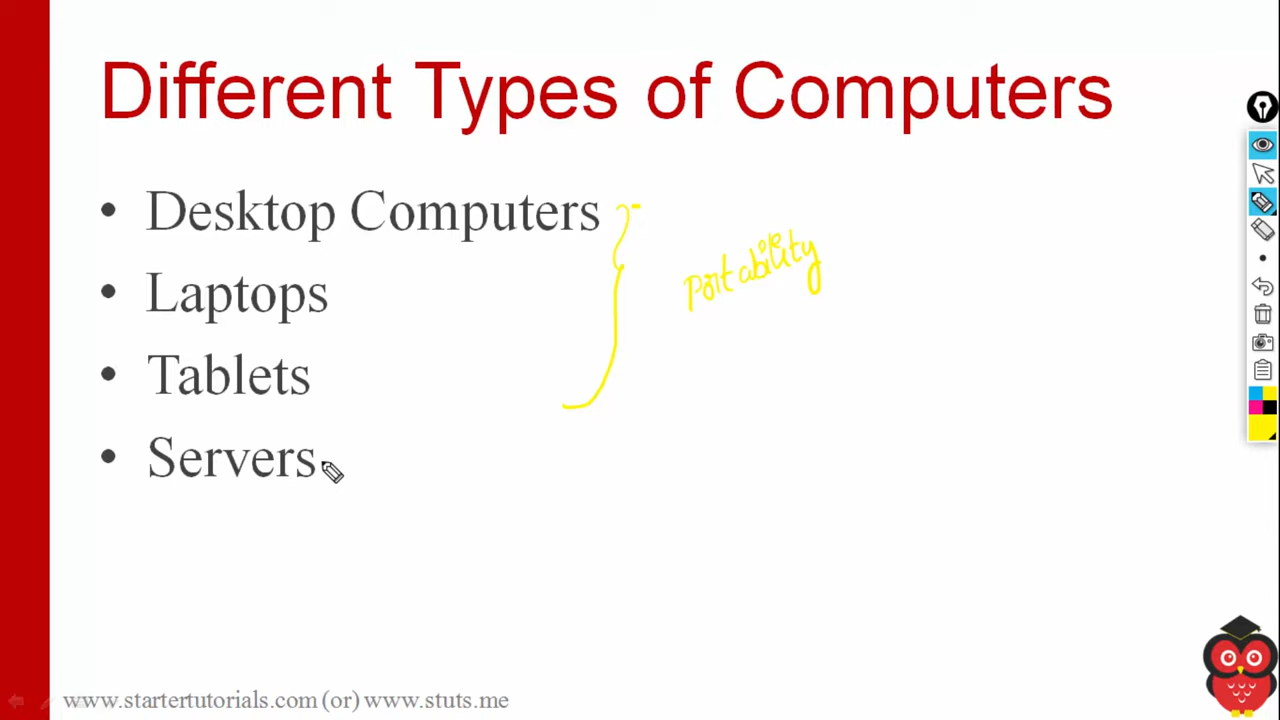 Different Types of Computers
• Desktop Computers
• Laptops
• Tablets
• Servers
Portability
www.startertutorials.com (or) www.stuts.me